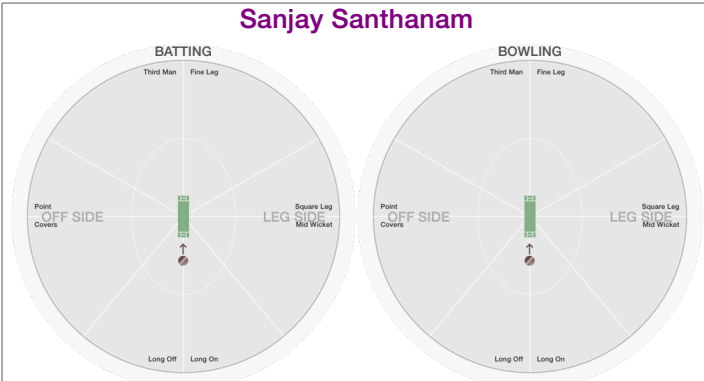 Sanjay Santhanam
BATTING
Third Man
Fine Leg
Point
OFF SIDE
Covers
Square Leg
LEG SIDE
Mid Wicket
Long Off
Long On
BOWLING
Third Man
Fine Leg
Point
OFF SIDE
Covers
Square Leg
LEG SIDE
Mid Wicket
Long Off
Long On